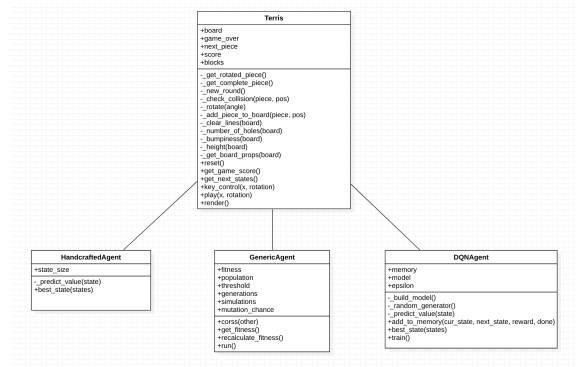 Terris
+board
+game_over
+next_piece
+score
+blocks
-_get_rotated_piece()
-_get_complete_piece()
-_new_round()
-_check_collision(piece, pos)
-_rotate(angle)
-_add_piece_to_board(piece, pos)
-_clear_lines(board)
-_number_of_holes(board)
-_bumpiness(board)
-_height(board)
-_get_board_props(board)
+reset()
+get_game_score()
+get_next_states()
+key_control(x, rotation)
+play(x, rotation)
+render()
HandcraftedAgent
+state_size
-_predict_value(state)
+best_state(states)
GenericAgent
+fitness
+population
+threshold
+generations
+simulations
+mutation_chance
+corss(other)
+get_fitness()
+recalculate_fitness()
+run()
DQNAgent
+memory
+model
+epsilon
-_build_model()
-_random_generator()
-_predict_value(state)
+add_to_memory(cur_state, next_state, reward, done)
+best_state(states)
+train()